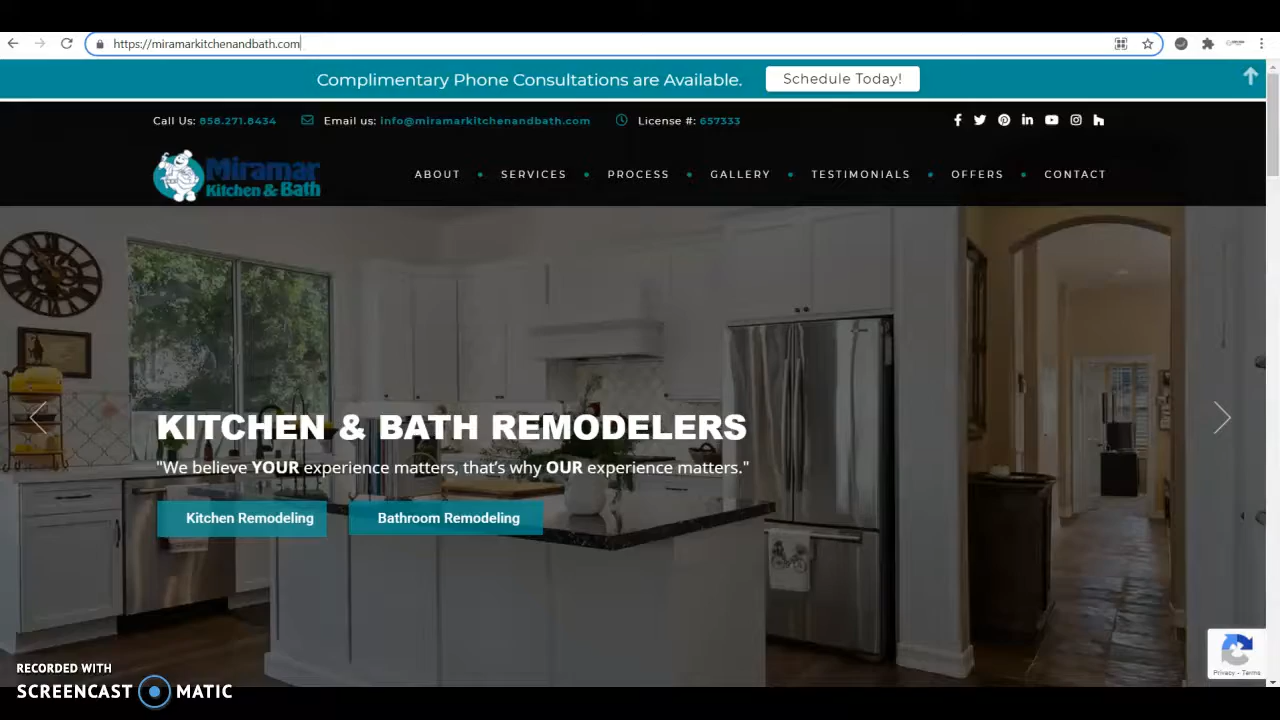 https://miramarkitchenandbath.com
Complimentary Phone Consultations are Available. Schedule Today!
Call Us: 858.271.8434 Email us: info@miramarkitchenandbath.com License #: 657333
Miramar
Kitchen & Bath
ABOUT • SERVICES • PROCESS • GALLERY • TESTIMONIALS • OFFERS • CONTACT
KITCHEN & BATH REMODELERS
"We believe YOUR experience matters, that's why OUR experience matters."
Kitchen Remodeling Bathroom Remodeling
Privacy - Terms
RECORDED WITH
SCREENCAST MATIC